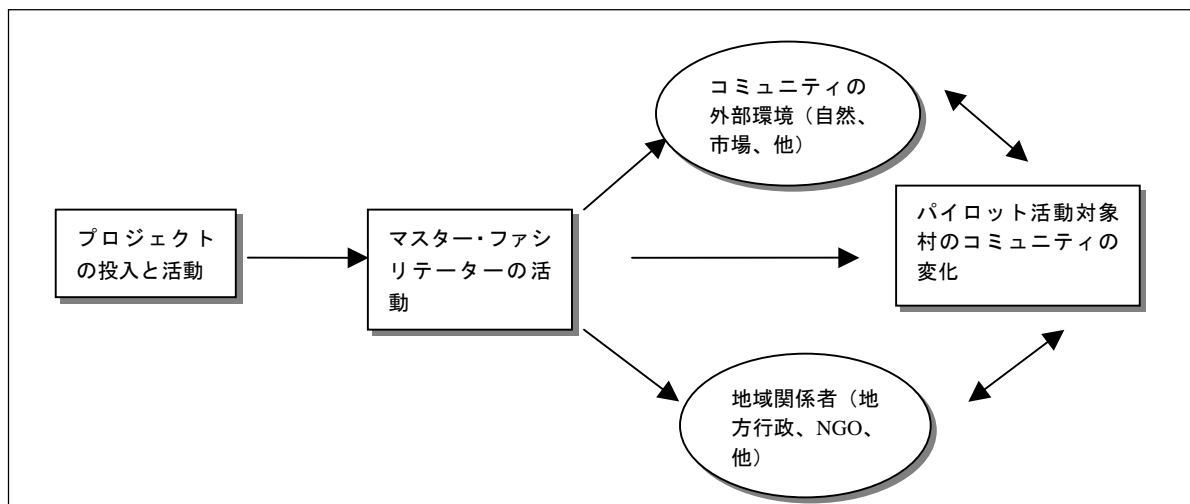 コミュニティの
外部環境（自然、
市場、他）
プロジェクト
の投入と活動
マスター・ファシ
リテーターの活
動
パイロット活動対象
村のコミュニティの
変化
地域関係者（地
方行政、NGO、
他）